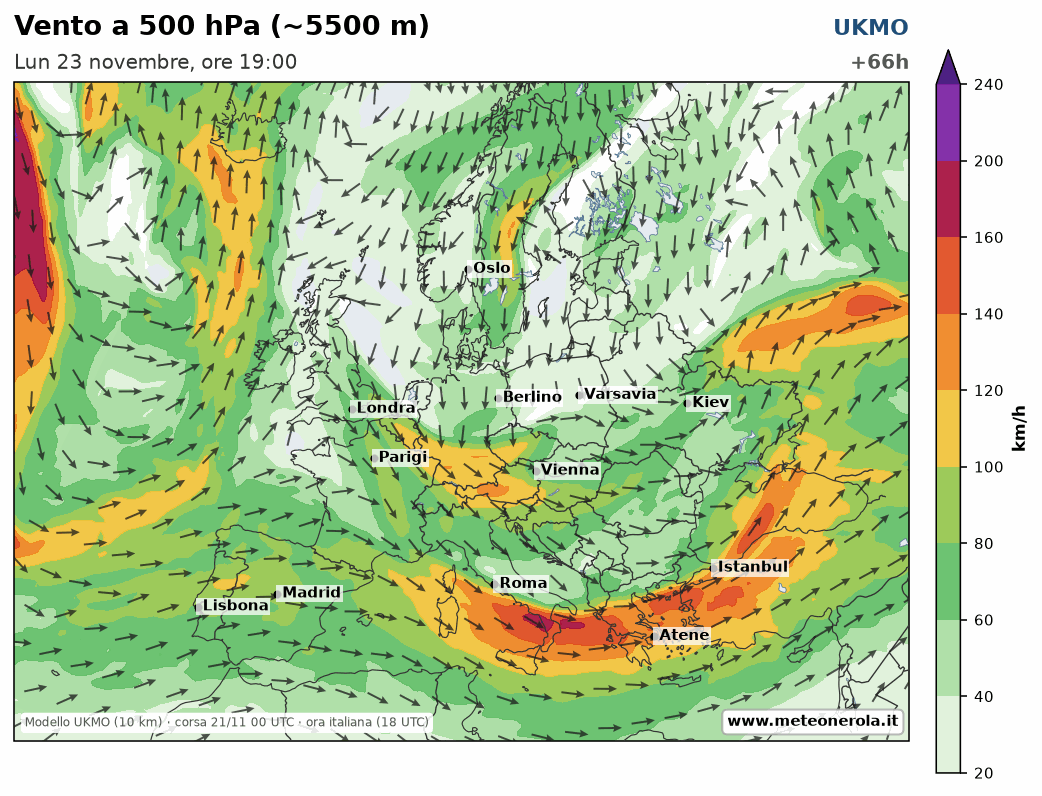 Vento a 500 hPa (~5500 m)
UKMO
Lun 23 novembre, ore 19:00
+66h
240
200
160
140
120
100
80
60
40
20
km/h
Oslo
Berlino
Varsavia
Kiev
Londra
Parigi
Vienna
Istanbul
Roma
Madrid
Lisbona
Atene
Modello UKMO (10 km) · corsa 21/11 00 UTC · ora italiana (18 UTC)
www.meteonerola.it